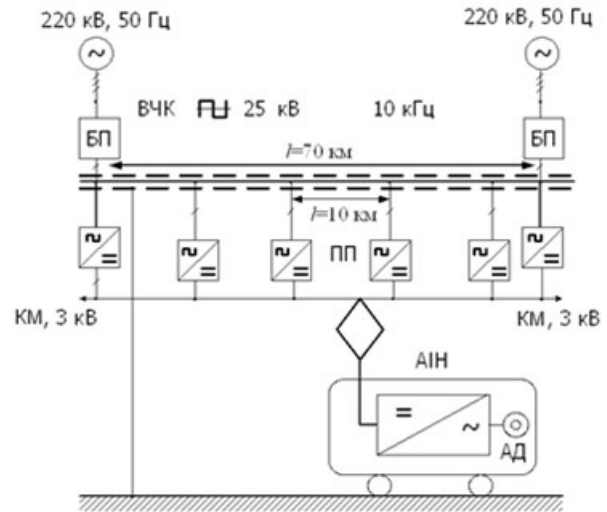 220 кВ, 50 Гц
220 кВ, 50 Гц
ВЧК 25 кВ 10 кГц
БП
БП
l=70 км
l=10 км
ПП
КМ, 3 кВ
КМ, 3 кВ
АІН
АД